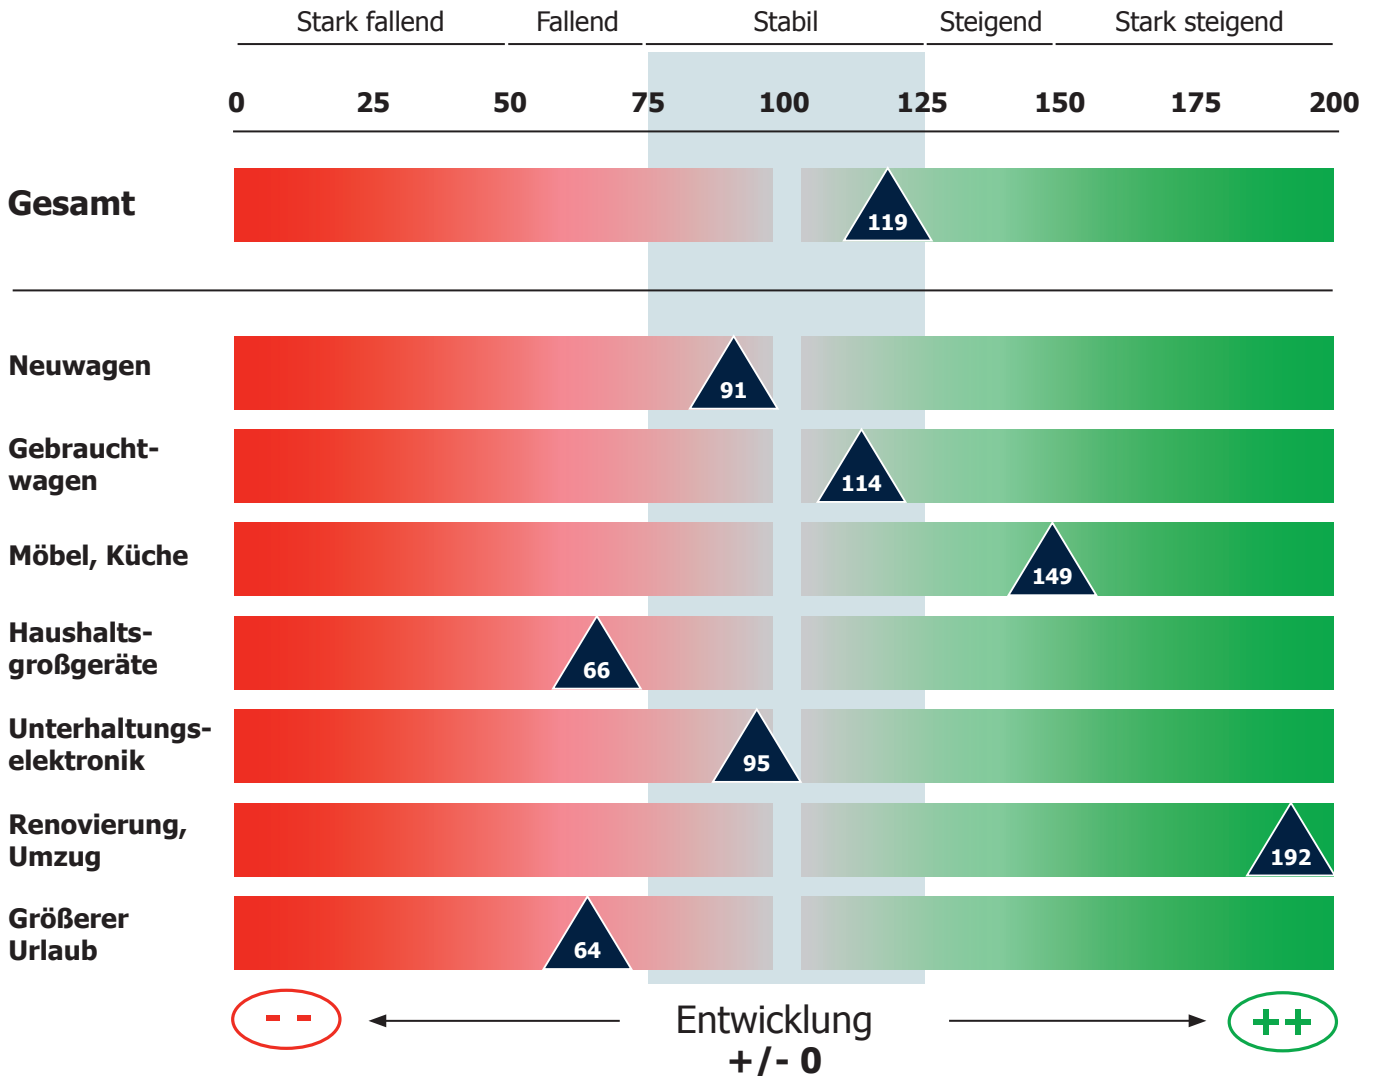 Stark fallend Fallend Stabil Steigend Stark steigend
0 25 50 75 100 125 150 175 200
Gesamt
119
Neuwagen
91
Gebraucht-
wagen
114
Möbel, Küche
149
Haushalts-
großgeräte
66
Unterhaltungs-
elektronik
95
Renovierung,
Umzug
192
Größerer
Urlaub
64
- - Entwicklung ++
+/- 0